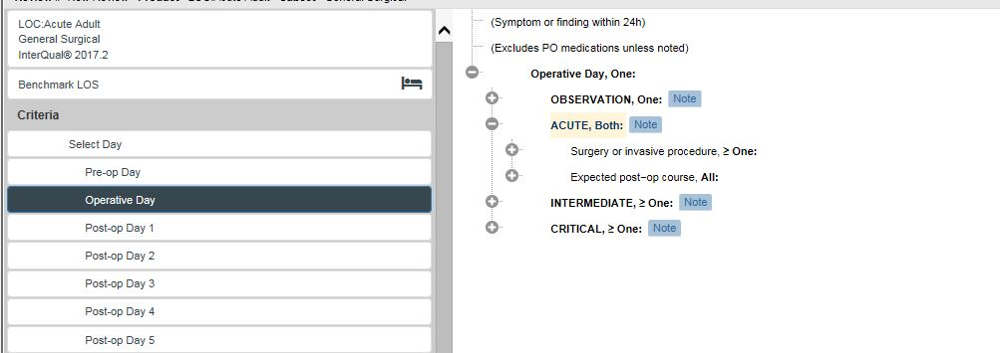 LOC:Acute Adult
General Surgical
InterQual® 2017.2
Benchmark LOS
Criteria
Select Day
Pre-op Day
Operative Day
Post-op Day 1
Post-op Day 2
Post-op Day 3
Post-op Day 4
Post-op Day 5
(Symptom or finding within 24h)
(Excludes PO medications unless noted)
Operative Day, One:
OBSERVATION, One: Note
ACUTE, Both: Note
Surgery or invasive procedure, ≥ One:
Expected post-op course, All:
INTERMEDIATE, ≥ One: Note
CRITICAL, ≥ One: Note